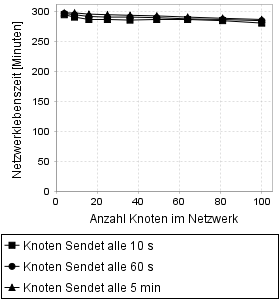 300
250
200
150
100
50
0
Netzwerklebenszeit [Minuten]
0 20 40 60 80 100
Anzahl Knoten im Netzwerk
Knoten Sendet alle 10 s
Knoten Sendet alle 60 s
Knoten Sendet alle 5 min